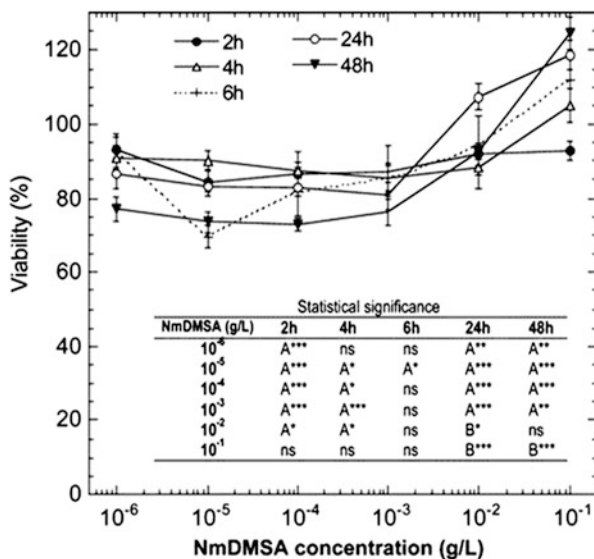 2h 24h
4h 48h
6h
Viability (%)
120
100
80
60
40
20
0
Statistical significance
NmDMSA (g/L) 2h 4h 6h 24h 48h
10⁻⁶ A*** ns ns A** A**
10⁻⁵ A*** A* A* A*** A***
10⁻⁴ A*** A* ns A*** A***
10⁻³ A*** A*** ns A*** A**
10⁻² A* A* ns B* ns
10⁻¹ ns ns ns B*** B***
10⁻⁶ 10⁻⁵ 10⁻⁴ 10⁻³ 10⁻² 10⁻¹
NmDMSA concentration (g/L)